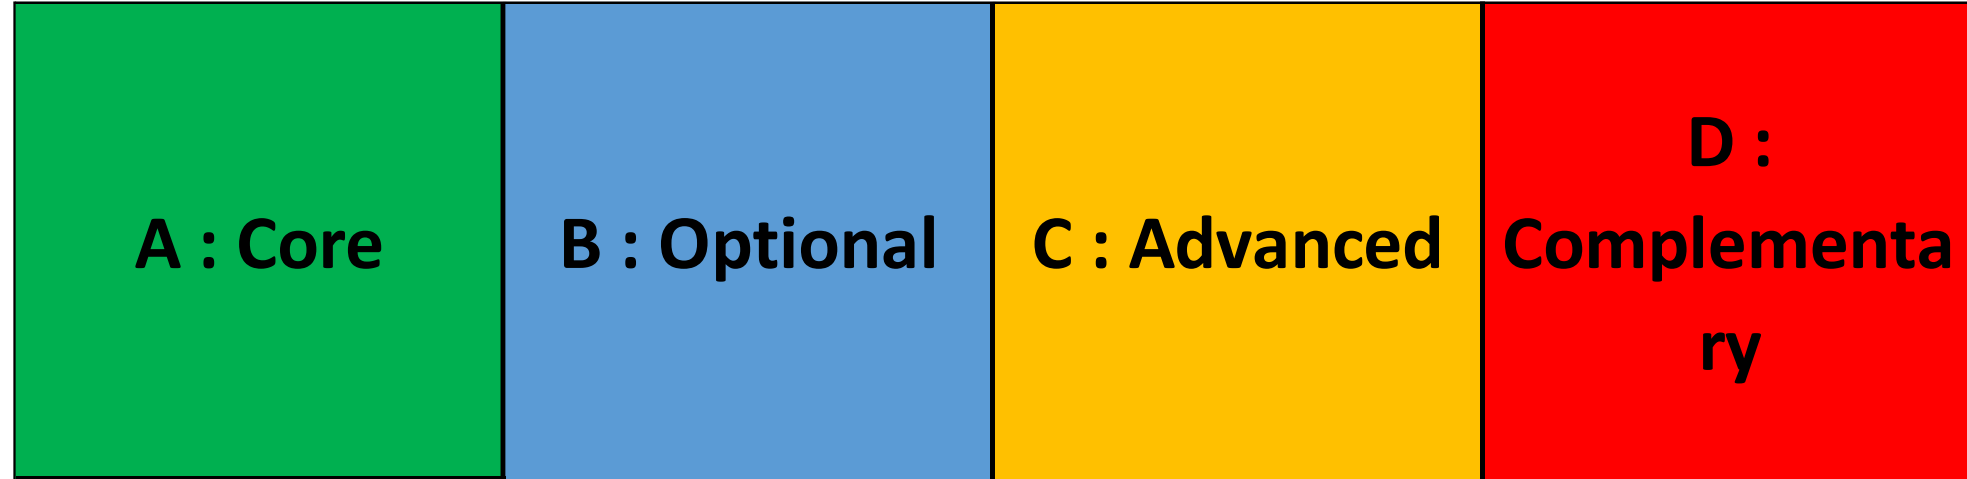 A : Core
B : Optional
C : Advanced
D :
Complementa
ry